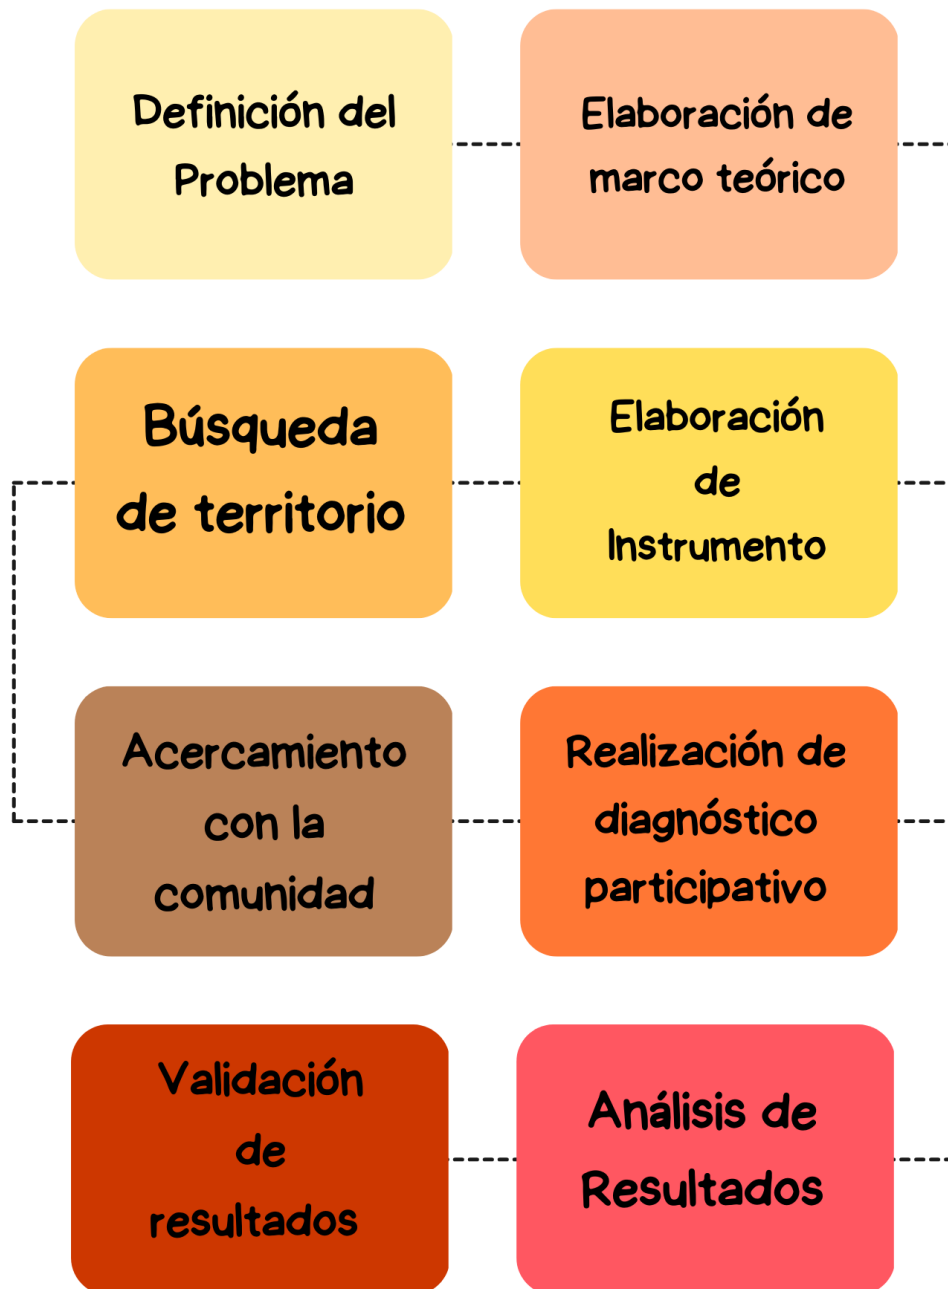 Definición del
Problema
Elaboración de
marco teórico
Búsqueda
de territorio
Elaboración
de
Instrumento
Acercamiento
con la
comunidad
Realización de
diagnóstico
participativo
Validación
de
resultados
Análisis de
Resultados